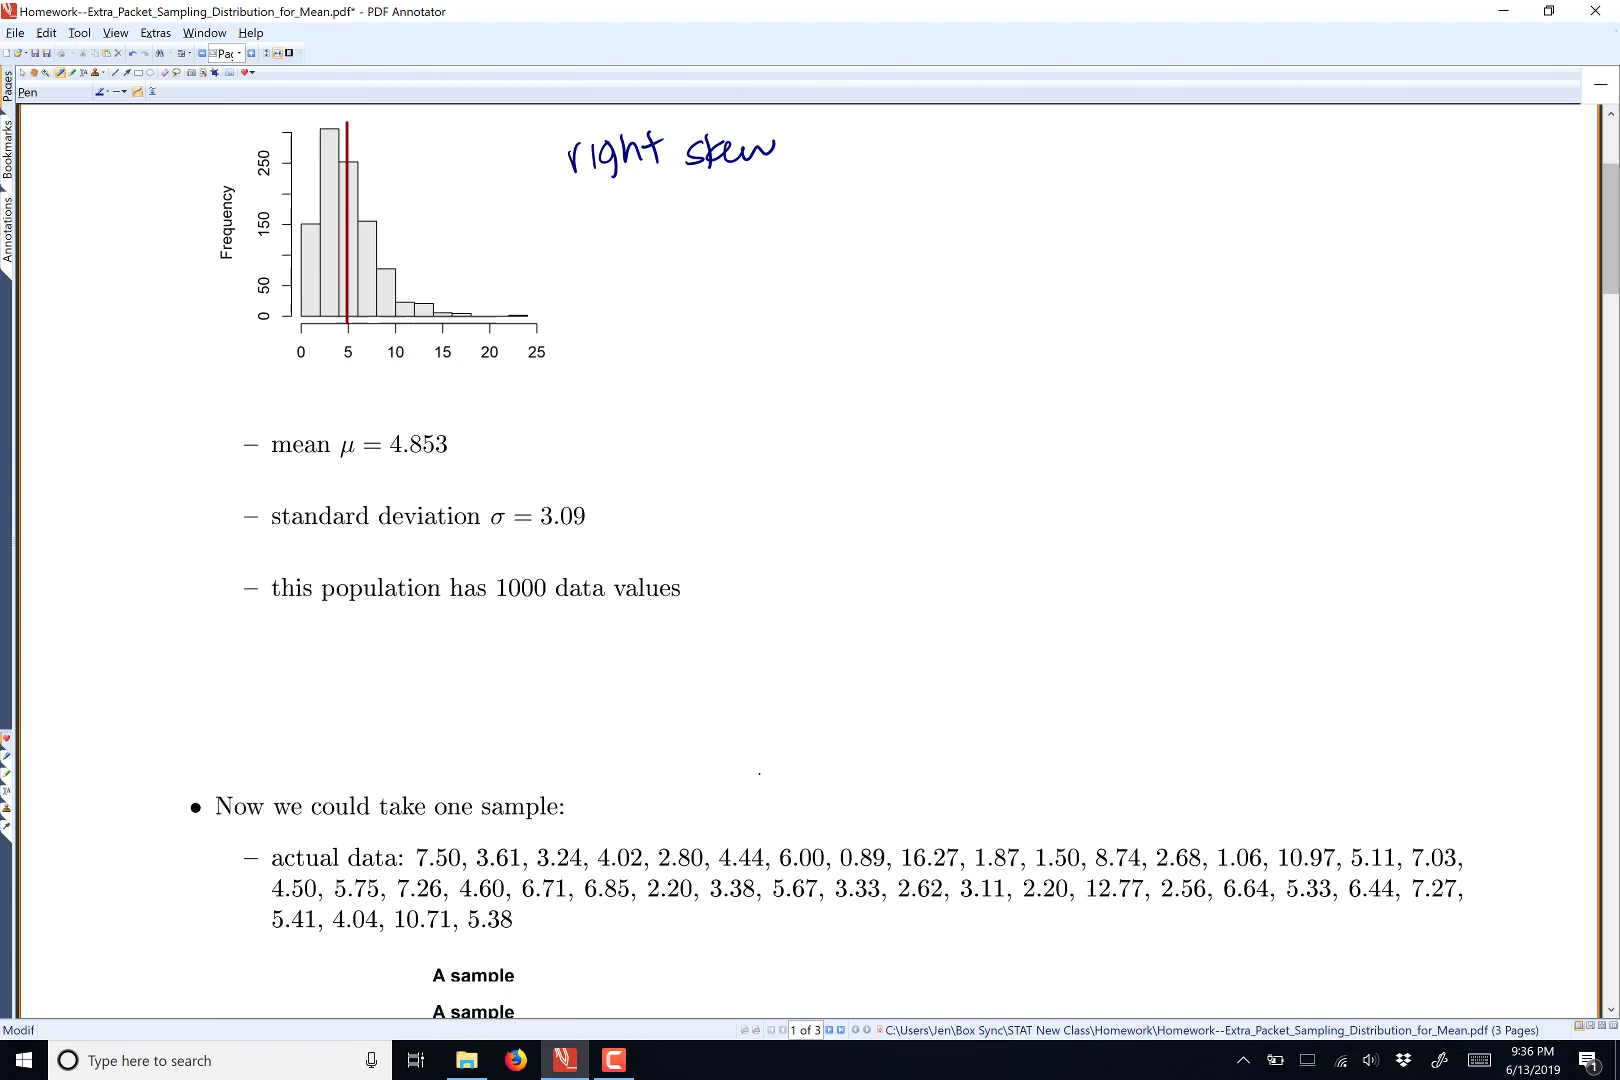 Homework--Extra_Packet_Sampling_Distribution_for_Mean.pdf* - PDF Annotator
File Edit Tool View Extras Window Help
Pag
Pen
Pages
Bookmarks
Annotations
right skew
Frequency
250
150
50
0
0 5 10 15 20 25
– mean μ = 4.853
– standard deviation σ = 3.09
– this population has 1000 data values
• Now we could take one sample:
– actual data: 7.50, 3.61, 3.24, 4.02, 2.80, 4.44, 6.00, 0.89, 16.27, 1.87, 1.50, 8.74, 2.68, 1.06, 10.97, 5.11, 7.03,
4.50, 5.75, 7.26, 4.60, 6.71, 6.85, 2.20, 3.38, 5.67, 3.33, 2.62, 3.11, 2.20, 12.77, 2.56, 6.64, 5.33, 6.44, 7.27,
5.41, 4.04, 10.71, 5.38
A sample
A sample
Modif
1 of 3
C:\Users\Jen\Box Sync\STAT New Class\Homework\Homework--Extra_Packet_Sampling_Distribution_for_Mean.pdf (3 Pages)
Type here to search
9:36 PM
6/13/2019
1